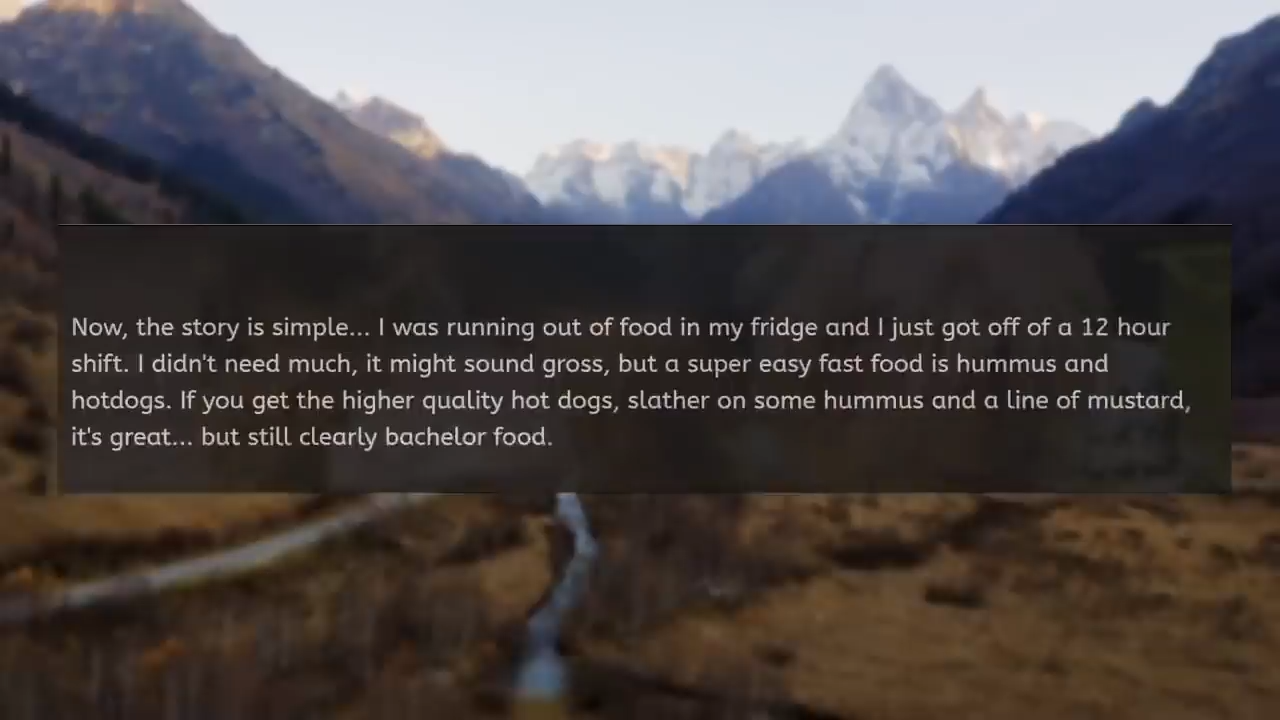 Now, the story is simple... I was running out of food in my fridge and I just got off of a 12 hour
shift. I didn't need much, it might sound gross, but a super easy fast food is hummus and
hotdogs. If you get the higher quality hot dogs, slather on some hummus and a line of mustard,
it's great... but still clearly bachelor food.